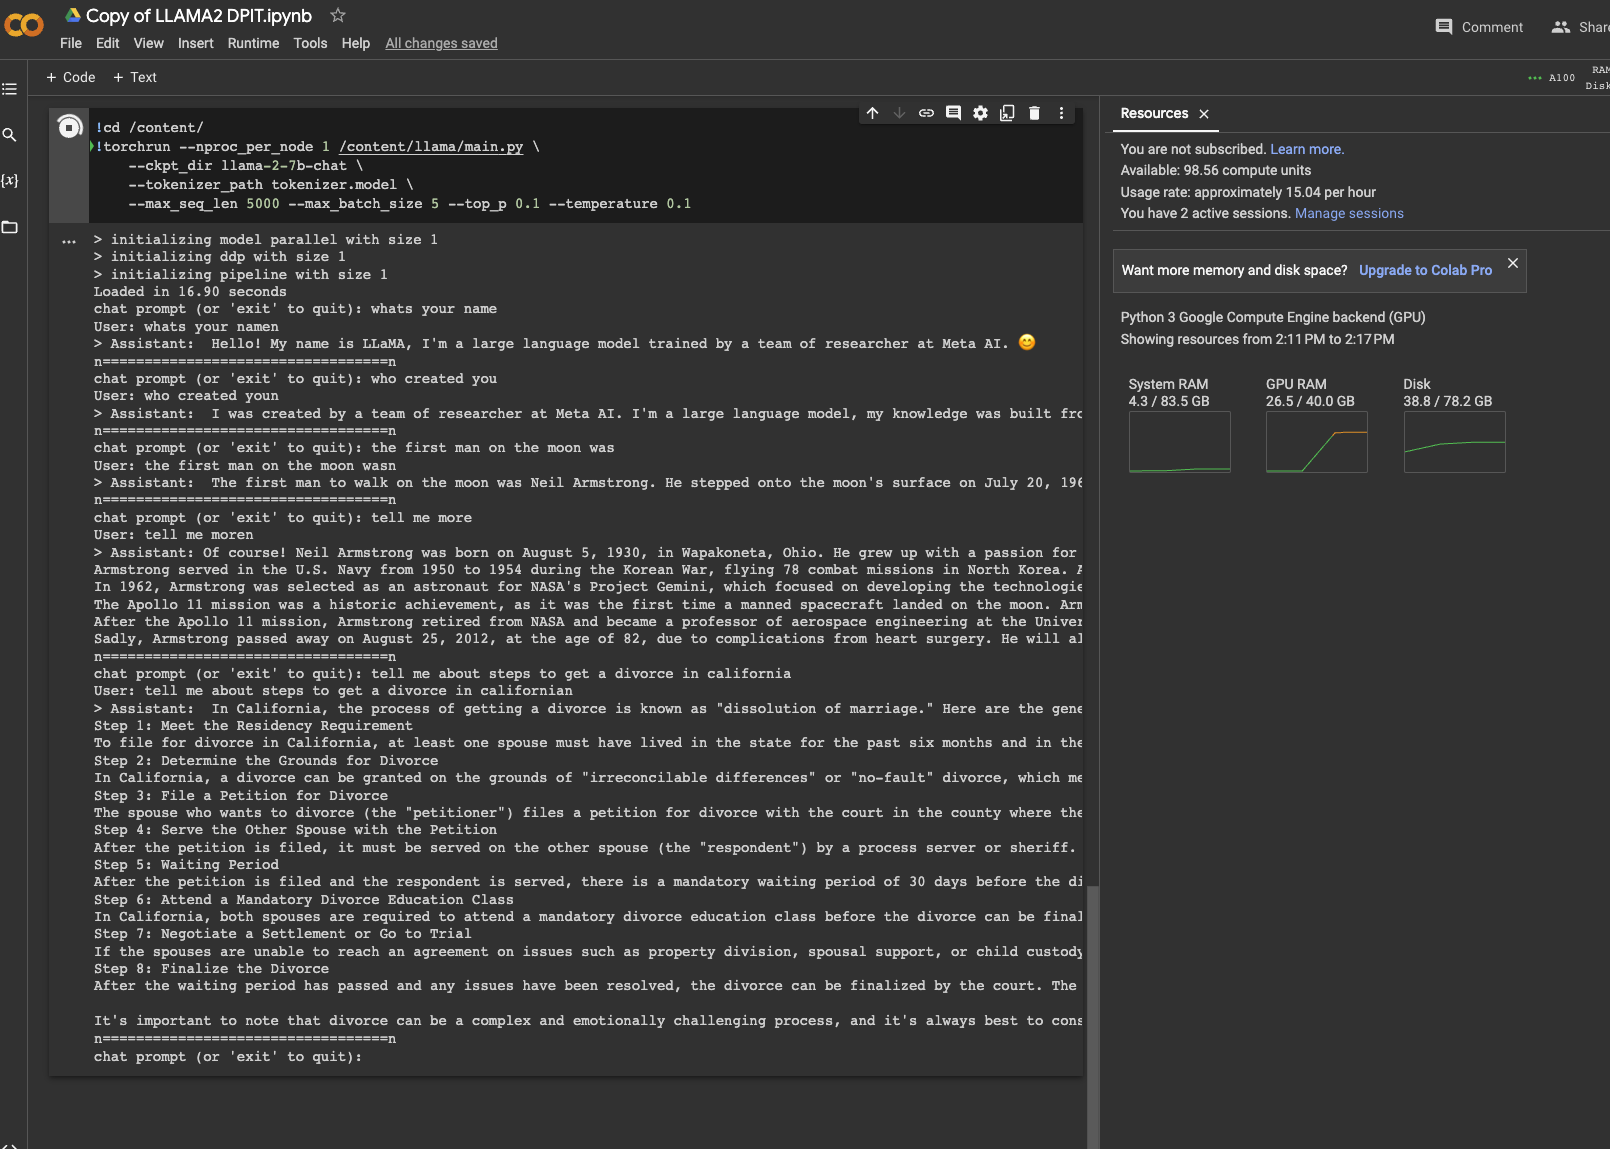 Copy of LLAMA2 DPIT.ipynb
File Edit View Insert Runtime Tools Help All changes saved
Comment Share
+ Code + Text
A100
RAM
Disk
!cd /content/
!torchrun --nproc_per_node 1 /content/llama/main.py \
--ckpt_dir llama-2-7b-chat \
--tokenizer_path tokenizer.model \
--max_seq_len 5000 --max_batch_size 5 --top_p 0.1 --temperature 0.1
> initializing model parallel with size 1
> initializing ddp with size 1
> initializing pipeline with size 1
Loaded in 16.90 seconds
chat prompt (or 'exit' to quit): whats your name
User: whats your namen
> Assistant:  Hello! My name is LLaMA, I'm a large language model trained by a team of researcher at Meta AI. 😊
n==================================n
chat prompt (or 'exit' to quit): who created you
User: who created youn
> Assistant:  I was created by a team of researcher at Meta AI. I'm a large language model, my knowledge was built fro
n==================================n
chat prompt (or 'exit' to quit): the first man on the moon was
User: the first man on the moon wasn
> Assistant:  The first man to walk on the moon was Neil Armstrong. He stepped onto the moon's surface on July 20, 196
n==================================n
chat prompt (or 'exit' to quit): tell me more
User: tell me moren
> Assistant: Of course! Neil Armstrong was born on August 5, 1930, in Wapakoneta, Ohio. He grew up with a passion for
Armstrong served in the U.S. Navy from 1950 to 1954 during the Korean War, flying 78 combat missions in North Korea. A
In 1962, Armstrong was selected as an astronaut for NASA's Project Gemini, which focused on developing the technologie
The Apollo 11 mission was a historic achievement, as it was the first time a manned spacecraft landed on the moon. Arm
After the Apollo 11 mission, Armstrong retired from NASA and became a professor of aerospace engineering at the Univer
Sadly, Armstrong passed away on August 25, 2012, at the age of 82, due to complications from heart surgery. He will al
n==================================n
chat prompt (or 'exit' to quit): tell me about steps to get a divorce in california
User: tell me about steps to get a divorce in californian
> Assistant:  In California, the process of getting a divorce is known as "dissolution of marriage." Here are the gene
Step 1: Meet the Residency Requirement
To file for divorce in California, at least one spouse must have lived in the state for the past six months and in the
Step 2: Determine the Grounds for Divorce
In California, a divorce can be granted on the grounds of "irreconcilable differences" or "no-fault" divorce, which me
Step 3: File a Petition for Divorce
The spouse who wants to divorce (the "petitioner") files a petition for divorce with the court in the county where the
Step 4: Serve the Other Spouse with the Petition
After the petition is filed, it must be served on the other spouse (the "respondent") by a process server or sheriff.
Step 5: Waiting Period
After the petition is filed and the respondent is served, there is a mandatory waiting period of 30 days before the di
Step 6: Attend a Mandatory Divorce Education Class
In California, both spouses are required to attend a mandatory divorce education class before the divorce can be final
Step 7: Negotiate a Settlement or Go to Trial
If the spouses are unable to reach an agreement on issues such as property division, spousal support, or child custody
Step 8: Finalize the Divorce
After the waiting period has passed and any issues have been resolved, the divorce can be finalized by the court. The
It's important to note that divorce can be a complex and emotionally challenging process, and it's always best to cons
n==================================n
chat prompt (or 'exit' to quit):
Resources
You are not subscribed. Learn more.
Available: 98.56 compute units
Usage rate: approximately 15.04 per hour
You have 2 active sessions. Manage sessions
Want more memory and disk space? Upgrade to Colab Pro
Python 3 Google Compute Engine backend (GPU)
Showing resources from 2:11 PM to 2:17 PM
System RAM GPU RAM Disk
4.3 / 83.5 GB 26.5 / 40.0 GB 38.8 / 78.2 GB